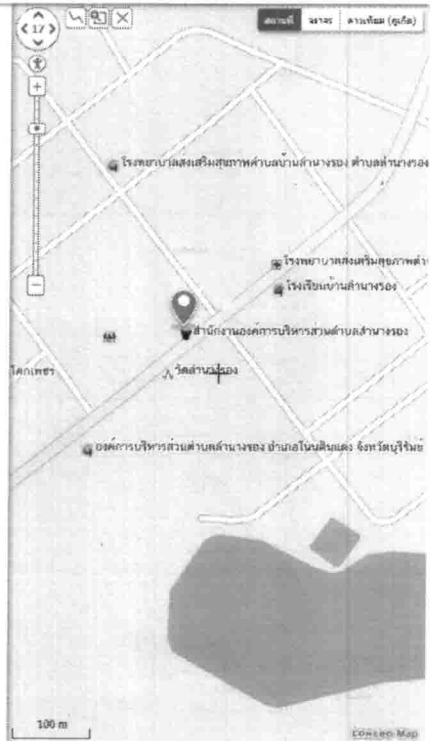 17
สถานที่ จราจร ดาวเทียม (กูเกิล)
โรงพยาบาลส่งเสริมสุขภาพตำบลบ้านลำนางรอง ตำบลลำนางรอง
โรงพยาบาลส่งเสริมสุขภาพตำ
โรงเรียนบ้านลำนางรอง
สำนักงานองค์การบริหารส่วนตำบลลำนางรอง
โคกเพชร
วัดลำนางรอง
องค์การบริหารส่วนตำบลลำนางรอง อำเภอโนนดินแดง จังหวัดบุรีรัมย์
100 m
Longdo Map